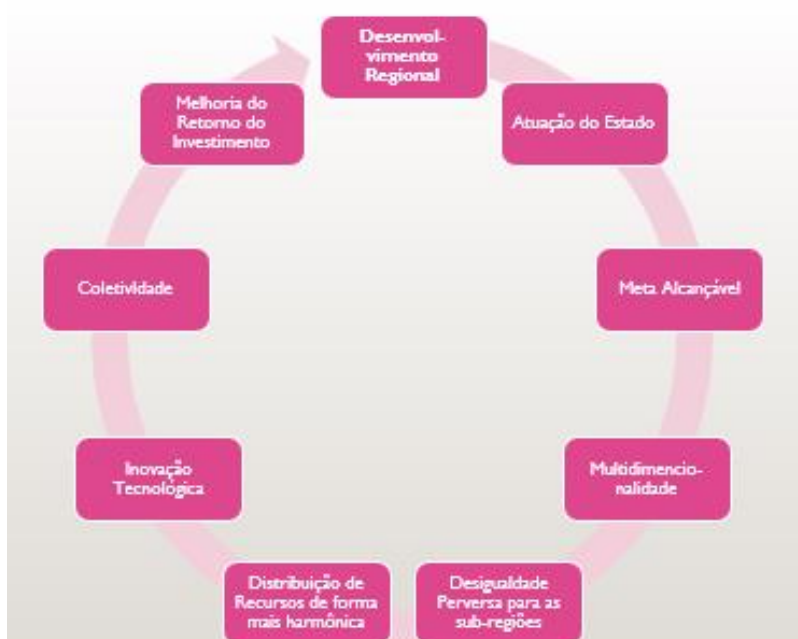 Desenvol-
vimento
Regional
Atuação do Estado
Meta Alcançável
Multidimencio-
nalidade
Desigualdade
Perversa para as
sub-regiões
Distribuição de
Recursos de forma
mais harmônica
Inovação
Tecnológica
Coletividade
Melhoria do
Retorno do
Investimento